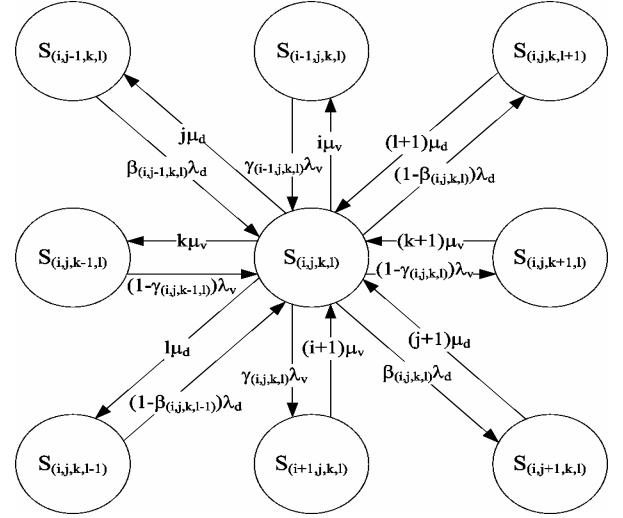 S(i,j-1,k,l) S(i-1,j,k,l) S(i,j,k,l+1)
jμd iμv (l+1)μd
β(i,j-1,k,l)λd γ(i-1,j,k,l)λv (1-β(i,j,k,l))λd
S(i,j,k-1,l) kμv S(i,j,k,l) (k+1)μv S(i,j,k+1,l)
(1-γ(i,j,k-1,l))λv (1-γ(i,j,k,l))λv
lμd γ(i,j,k,l)λv (i+1)μv (j+1)μd
(1-β(i,j,k,l-1))λd β(i,j,k,l)λd
S(i,j,k,l-1) S(i+1,j,k,l) S(i,j+1,k,l)